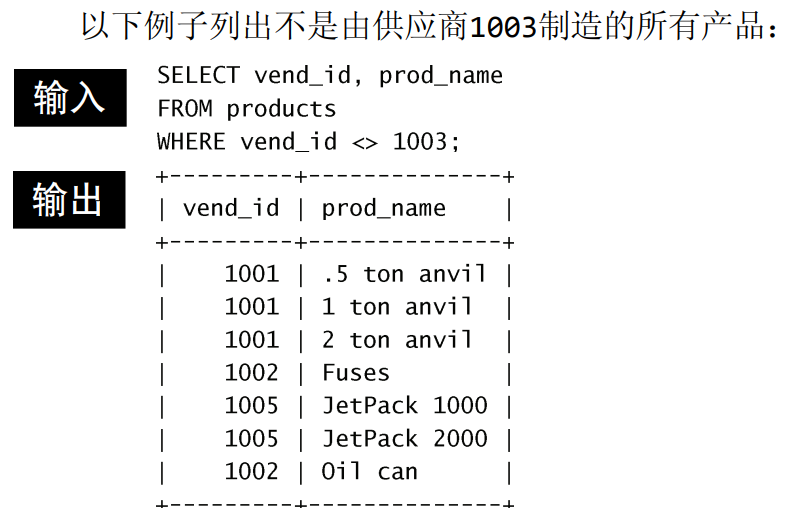 以下例子列出不是由供应商1003制造的所有产品：
输入
SELECT vend_id, prod_name
FROM products
WHERE vend_id <> 1003;
输出
+---------+--------------+
| vend_id | prod_name    |
+---------+--------------+
|    1001 | .5 ton anvil |
|    1001 | 1 ton anvil  |
|    1001 | 2 ton anvil  |
|    1002 | Fuses        |
|    1005 | JetPack 1000 |
|    1005 | JetPack 2000 |
|    1002 | Oil can      |
+---------+--------------+